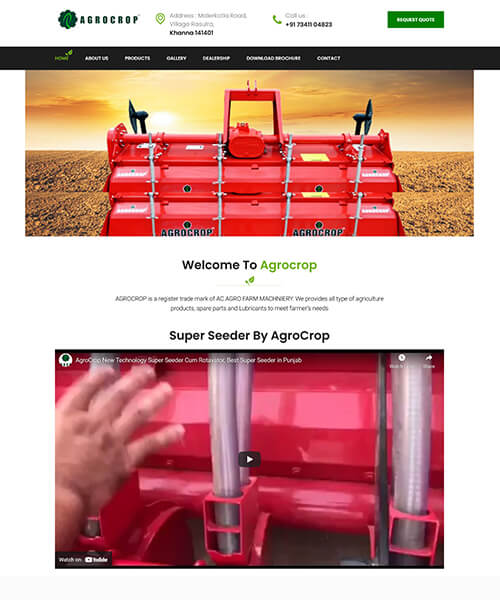 AGROCROP
Address : Malerkotla Road,
Village Rasulra,
Khanna 141401
Call us :
+91 73411 04823
REQUEST QUOTE
HOME ABOUT US PRODUCTS GALLERY DEALERSHIP DOWNLOAD BROCHURE CONTACT
AGROCROP
AGROCROP
AGROCROP
AGROCROP
Welcome To Agrocrop
AGROCROP is a register trade mark of AC AGRO FARM MACHNIERY. We provides all type of agriculture
products, spare parts and Lubricants to meet farmer's needs
Super Seeder By AgroCrop
AgroCrop New Technology Super Seeder Cum Rotavator, Best Super Seeder in Punjab
Share
Watch on YouTube